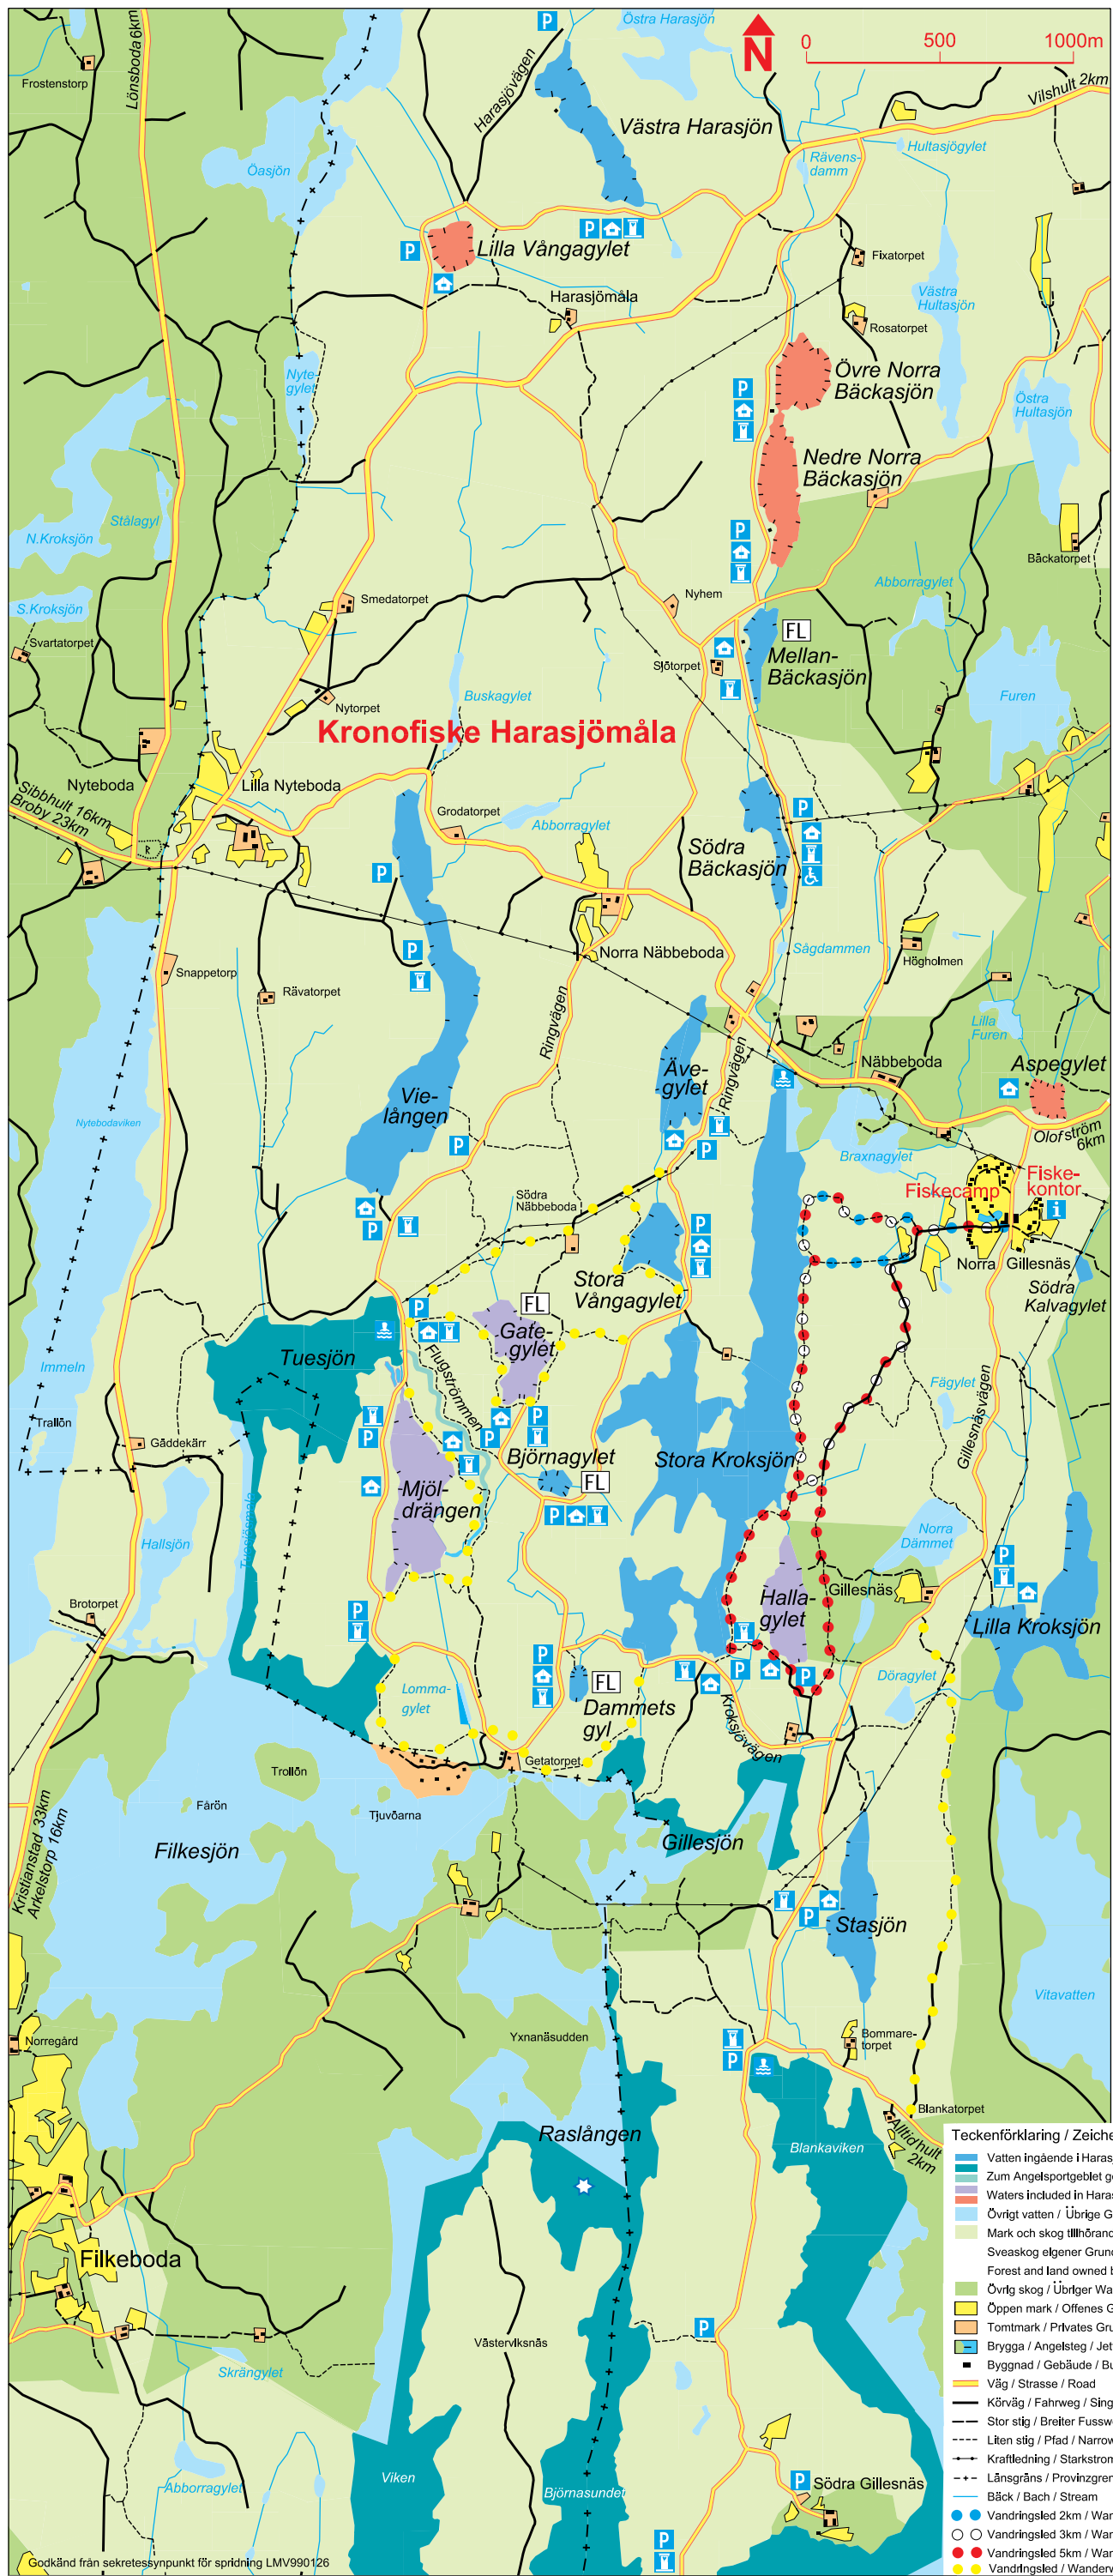 Östra Harasjön
N
0 500 1000m
Frostenstorp
Lönsboda 6km
Harasjövägen
Västra Harasjön
Vilshult 2km
Hultasjögylet
Rävens-
damm
Öasjön
Lilla Vångagylet
Fixatorpet
Harasjömåla
Västra
Hultasjön
Rosatorpet
Nyte-
gylet
Övre Norra
Bäckasjön
Östra
Hultasjön
Nedre Norra
Bäckasjön
Stålagyl
N.Kroksjön
Bäckatorpet
Abborragylet
S.Kroksjön
Smedatorpet
Nyhem
Svartatorpet
FL
Mellan-
Bäckasjön
Sjötorpet
Buskagylet
Furen
Nytorpet
Kronofiske Harasjömåla
Nyteboda
Lilla Nyteboda
Sibbhult 16km
Broby 23km
Grodatorpet
Abborragylet
Södra
Bäckasjön
Norra Näbbeboda
Sågdammen
Högholmen
Snappetorp
Rävatorpet
Ringvägen
Lilla
Furen
Ringvägen
Näbbeboda
Aspegylet
Äve-
gylet
Vie-
lången
Nytebodaviken
Olofström
6km
Braxnagylet
Fiskecamp
Fiske-
kontor
Södra
Näbbeboda
Norra Gillesnäs
Stora
Vångagylet
Södra
Kalvagylet
FL
Gate-
gylet
Tuesjön
Flugströmmen
Immeln
Fägylet
Gillesnäsvägen
Trallön
Gäddekärr
Björnagylet
Stora Kroksjön
FL
Mjöl-
drängen
Tuesjösmala
Hallsjön
Norra
Dämmet
Gillesnäs
Halla-
gylet
Brotorpet
Lilla Kroksjön
Döragylet
Lomma-
gylet
FL
Dammets
gyl
Kroksjövägen
Getatorpet
Trollön
Fårön
Tjuvöarna
Filkesjön
Gillesjön
Kristianstad 33km
Arkelstorp 16km
Stasjön
Vitavatten
Norregård
Yxnanäsudden
Bommare-
torpet
Blankatorpet
Alltidhult
2km
Raslången
Blankaviken
Filkeboda
Västerviksnäs
Skrängylet
Abborragylet
Viken
Björnasundet
Södra Gillesnäs
Teckenförklaring / Zeiche
Vatten ingående i Haras
Zum Angelsportgebiet g
Waters included in Haras
Övrigt vatten / Übrige G
Mark och skog tillhörand
Sveaskog eigener Grund
Forest and land owned b
Övrig skog / Übriger Wa
Öppen mark / Offenes G
Tomtmark / Privates Gru
Brygga / Angelsteg / Jet
Byggnad / Gebäude / Bu
Väg / Strasse / Road
Körväg / Fahrweg / Sing
Stor stig / Breiter Fussw
Liten stig / Pfad / Narrow
Kraftledning / Starkstrom
Länsgräns / Provinzgren
Bäck / Bach / Stream
Vandringsled 2km / Wan
Vandringsled 3km / Wan
Vandringsled 5km / Wan
Vandringsled / Wanderw
Godkänd från sekretessynpunkt för spridning LMV990126